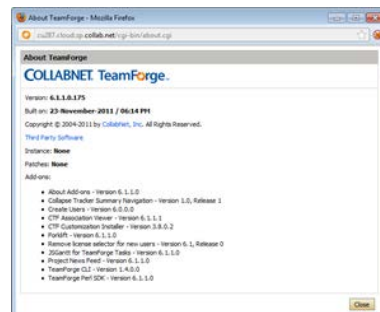 About TeamForge - Mozilla Firefox
cu287.cloud.sp.collab.net/cgi-bin/about.cgi
About TeamForge
COLLABNET TeamForge.
Version: 6.1.1.0.175
Built on: 23-November-2011 / 06:14 PM
Copyright © 2004-2011 by CollabNet, Inc. All Rights Reserved.
Third Party Software
Instance: None
Patches: None
Add-ons:
About Add-ons - Version 6.1.1.0
Collapse Tracker Summary Navigation - Version 1.0, Release 1
Create Users - Version 6.0.0.0
CTF Association Viewer - Version 6.1.1.1
CTF Customization Installer - Version 3.8.0.2
Forklift - Version 6.1.1.0
Remove license selector for new users - Version 6.1, Release 0
JSGantt for TeamForge Tasks - Version 6.1.1.0
Project News Feed - Version 6.1.1.0
TeamForge CLI - Version 1.4.0.0
TeamForge Perl SDK - Version 6.1.1.0
Close